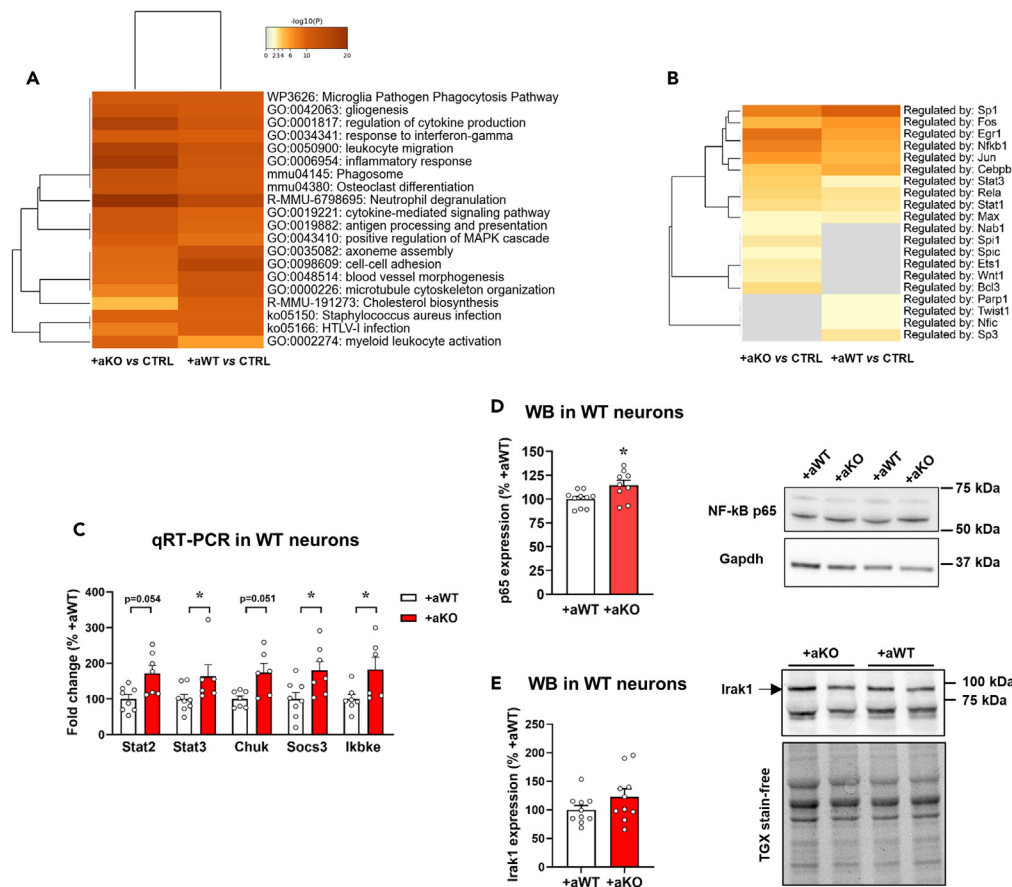 -log10(P)
0 2 3 4 6 10 20
A
WP3626: Microglia Pathogen Phagocytosis Pathway
GO:0042063: gliogenesis
GO:0001817: regulation of cytokine production
GO:0034341: response to interferon-gamma
GO:0050900: leukocyte migration
GO:0006954: inflammatory response
mmu04145: Phagosome
mmu04380: Osteoclast differentiation
R-MMU-6798695: Neutrophil degranulation
GO:0019221: cytokine-mediated signaling pathway
GO:0019882: antigen processing and presentation
GO:0043410: positive regulation of MAPK cascade
GO:0035082: axoneme assembly
GO:0098609: cell-cell adhesion
GO:0048514: blood vessel morphogenesis
GO:0000226: microtubule cytoskeleton organization
R-MMU-191273: Cholesterol biosynthesis
ko05150: Staphylococcus aureus infection
ko05166: HTLV-I infection
GO:0002274: myeloid leukocyte activation
+aKO vs CTRL +aWT vs CTRL
B
Regulated by: Sp1
Regulated by: Fos
Regulated by: Egr1
Regulated by: Nfkb1
Regulated by: Jun
Regulated by: Cebpb
Regulated by: Stat3
Regulated by: Rela
Regulated by: Stat1
Regulated by: Max
Regulated by: Nab1
Regulated by: Spi1
Regulated by: Spic
Regulated by: Ets1
Regulated by: Wnt1
Regulated by: Bcl3
Regulated by: Parp1
Regulated by: Twist1
Regulated by: Nfic
Regulated by: Sp3
+aKO vs CTRL +aWT vs CTRL
C
qRT-PCR in WT neurons
Fold change (% +aWT)
400
300
200
100
0
p=0.054 * p=0.051 * *
Stat2 Stat3 Chuk Socs3 Ikbke
+aWT
+aKO
D WB in WT neurons
p65 expression (% +aWT)
150
125
100
75
50
25
0
*
+aWT +aKO
+aWT +aKO +aWT +aKO
NF-kB p65
75 kDa
50 kDa
Gapdh
37 kDa
E WB in WT neurons
Irak1 expression (% +aWT)
250
200
150
100
50
0
+aWT +aKO
+aKO +aWT
Irak1
100 kDa
75 kDa
TGX stain-free